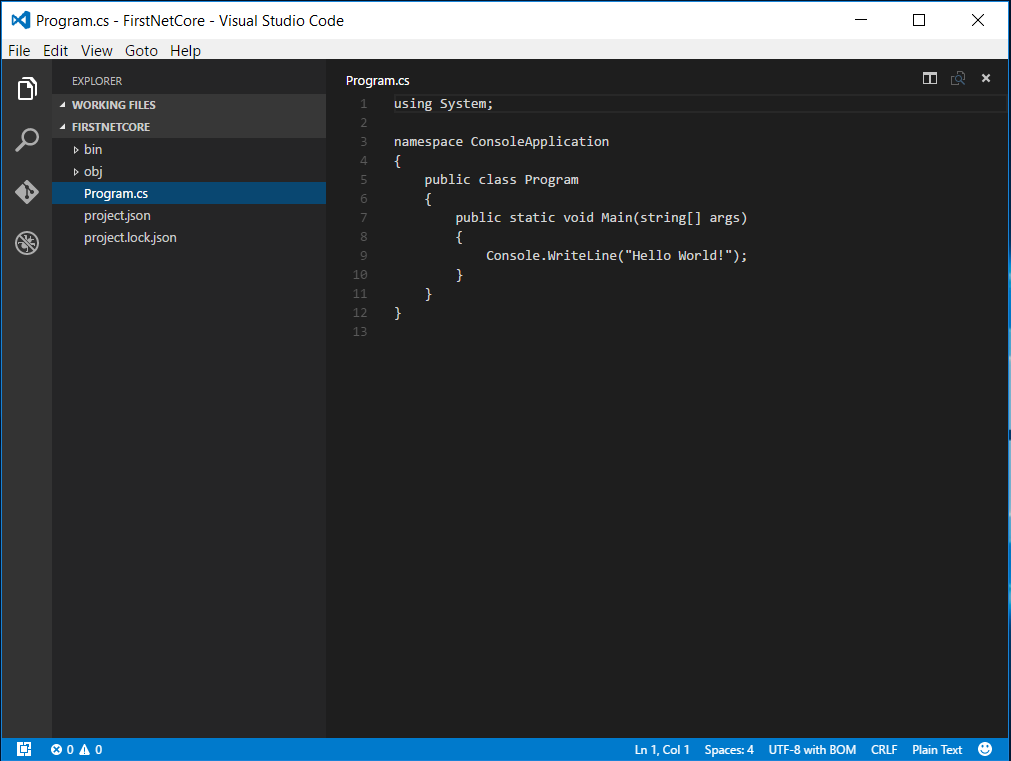 Program.cs - FirstNetCore - Visual Studio Code
File Edit View Goto Help
EXPLORER
WORKING FILES
FIRSTNETCORE
bin
obj
Program.cs
project.json
project.lock.json
Program.cs
1 using System;
2
3 namespace ConsoleApplication
4 {
5     public class Program
6     {
7         public static void Main(string[] args)
8         {
9             Console.WriteLine("Hello World!");
10         }
11     }
12 }
13
0 0 Ln 1, Col 1 Spaces: 4 UTF-8 with BOM CRLF Plain Text